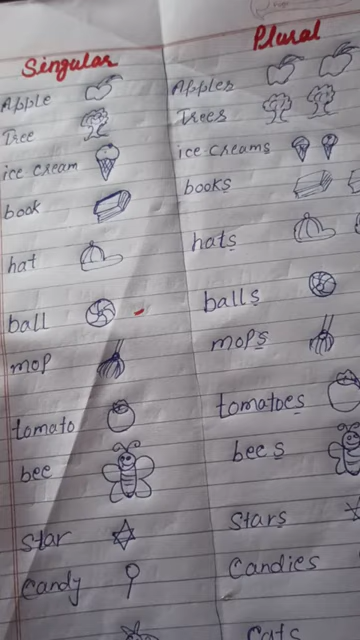 Singular Plural
Apple Apples
Tree Trees
ice cream ice-creams
book books
hat hats
ball balls
mop mops
tomato tomatoes
bee bees
Star Stars
Candy Candies
Cats